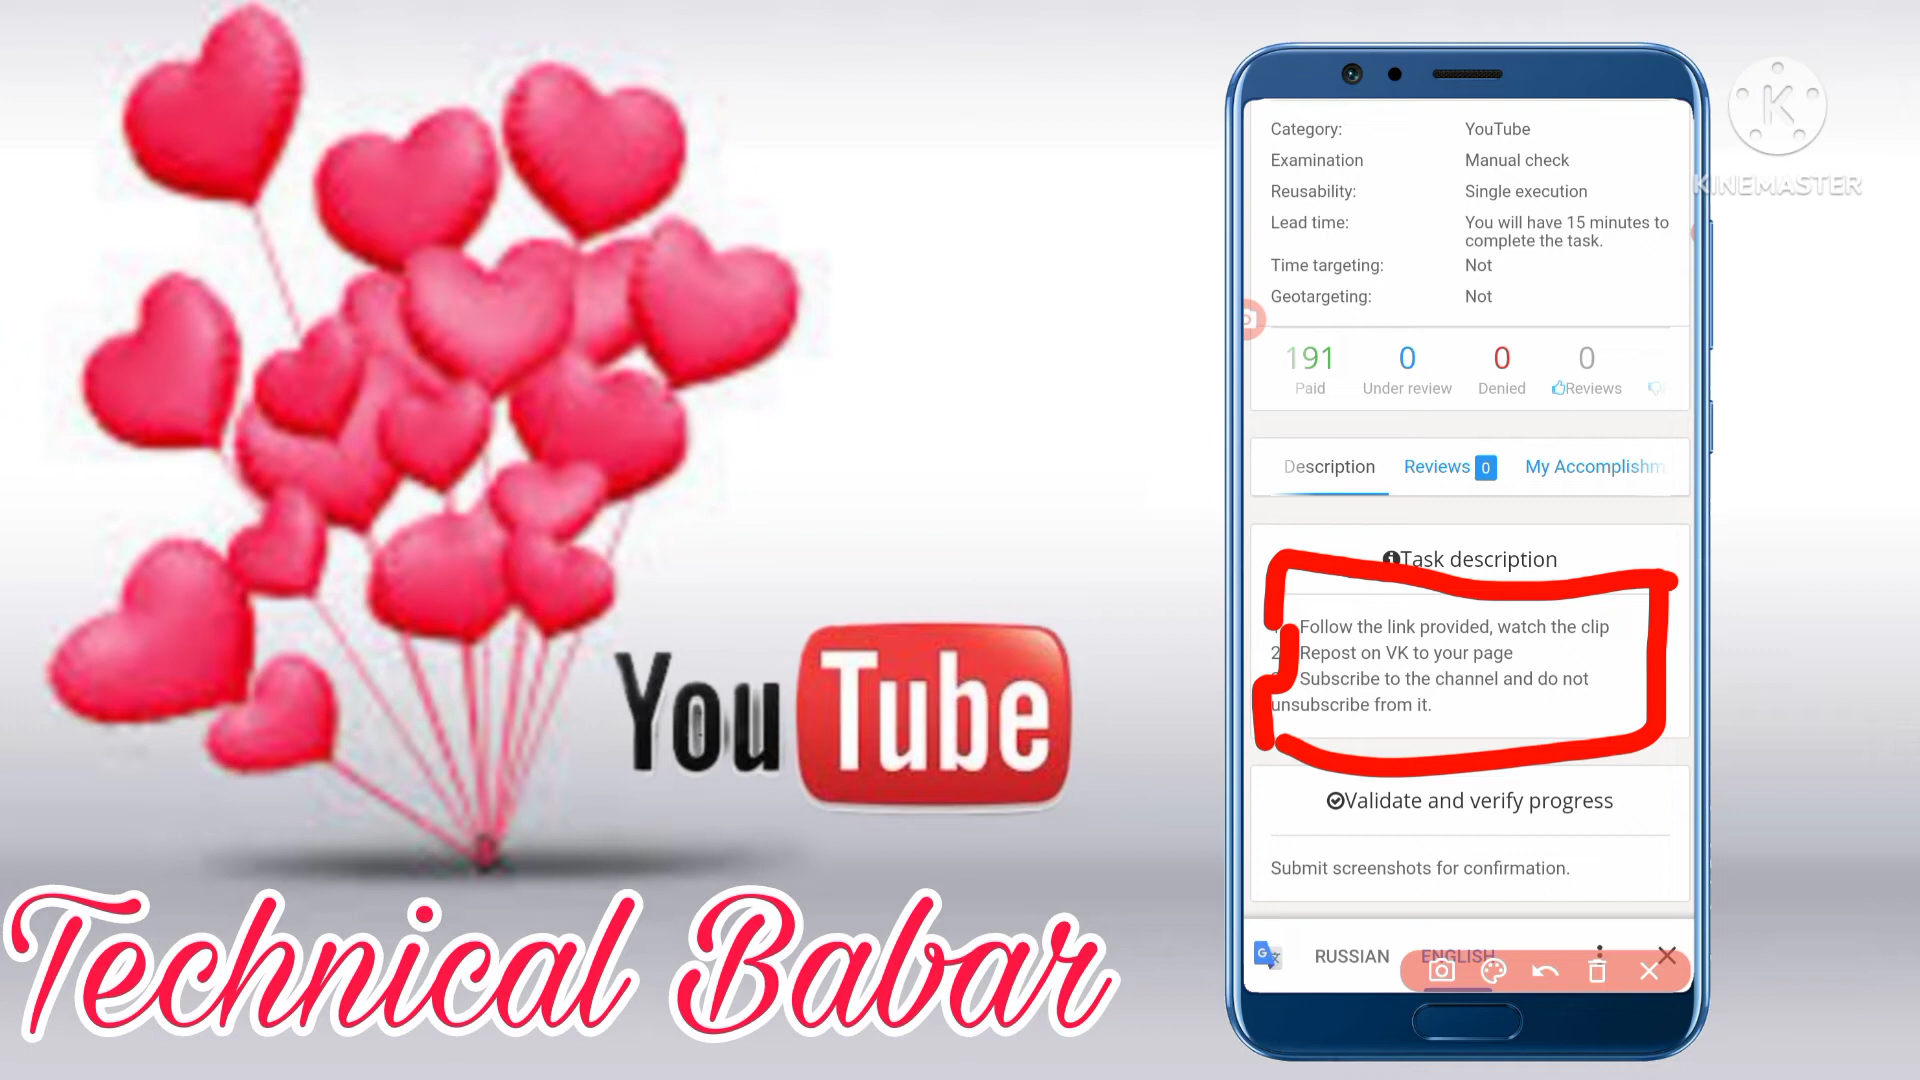 YouTube
Technical Babar
KINEMASTER
Category: YouTube
Examination Manual check
Reusability: Single execution
Lead time: You will have 15 minutes to
complete the task.
Time targeting: Not
Geotargeting: Not
191 0 0 0
Paid Under review Denied Reviews
Description Reviews 0 My Accomplishm
Task description
Follow the link provided, watch the clip
2 Repost on VK to your page
Subscribe to the channel and do not
unsubscribe from it.
Validate and verify progress
Submit screenshots for confirmation.
RUSSIAN ENGLISH